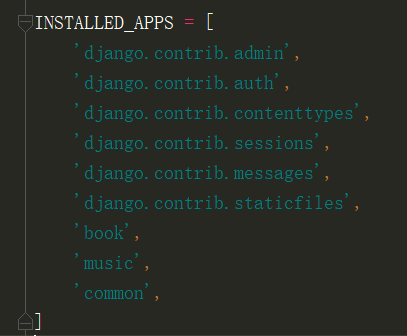 INSTALLED_APPS = [
'django.contrib.admin',
'django.contrib.auth',
'django.contrib.contenttypes',
'django.contrib.sessions',
'django.contrib.messages',
'django.contrib.staticfiles',
'book',
'music',
'common',
]